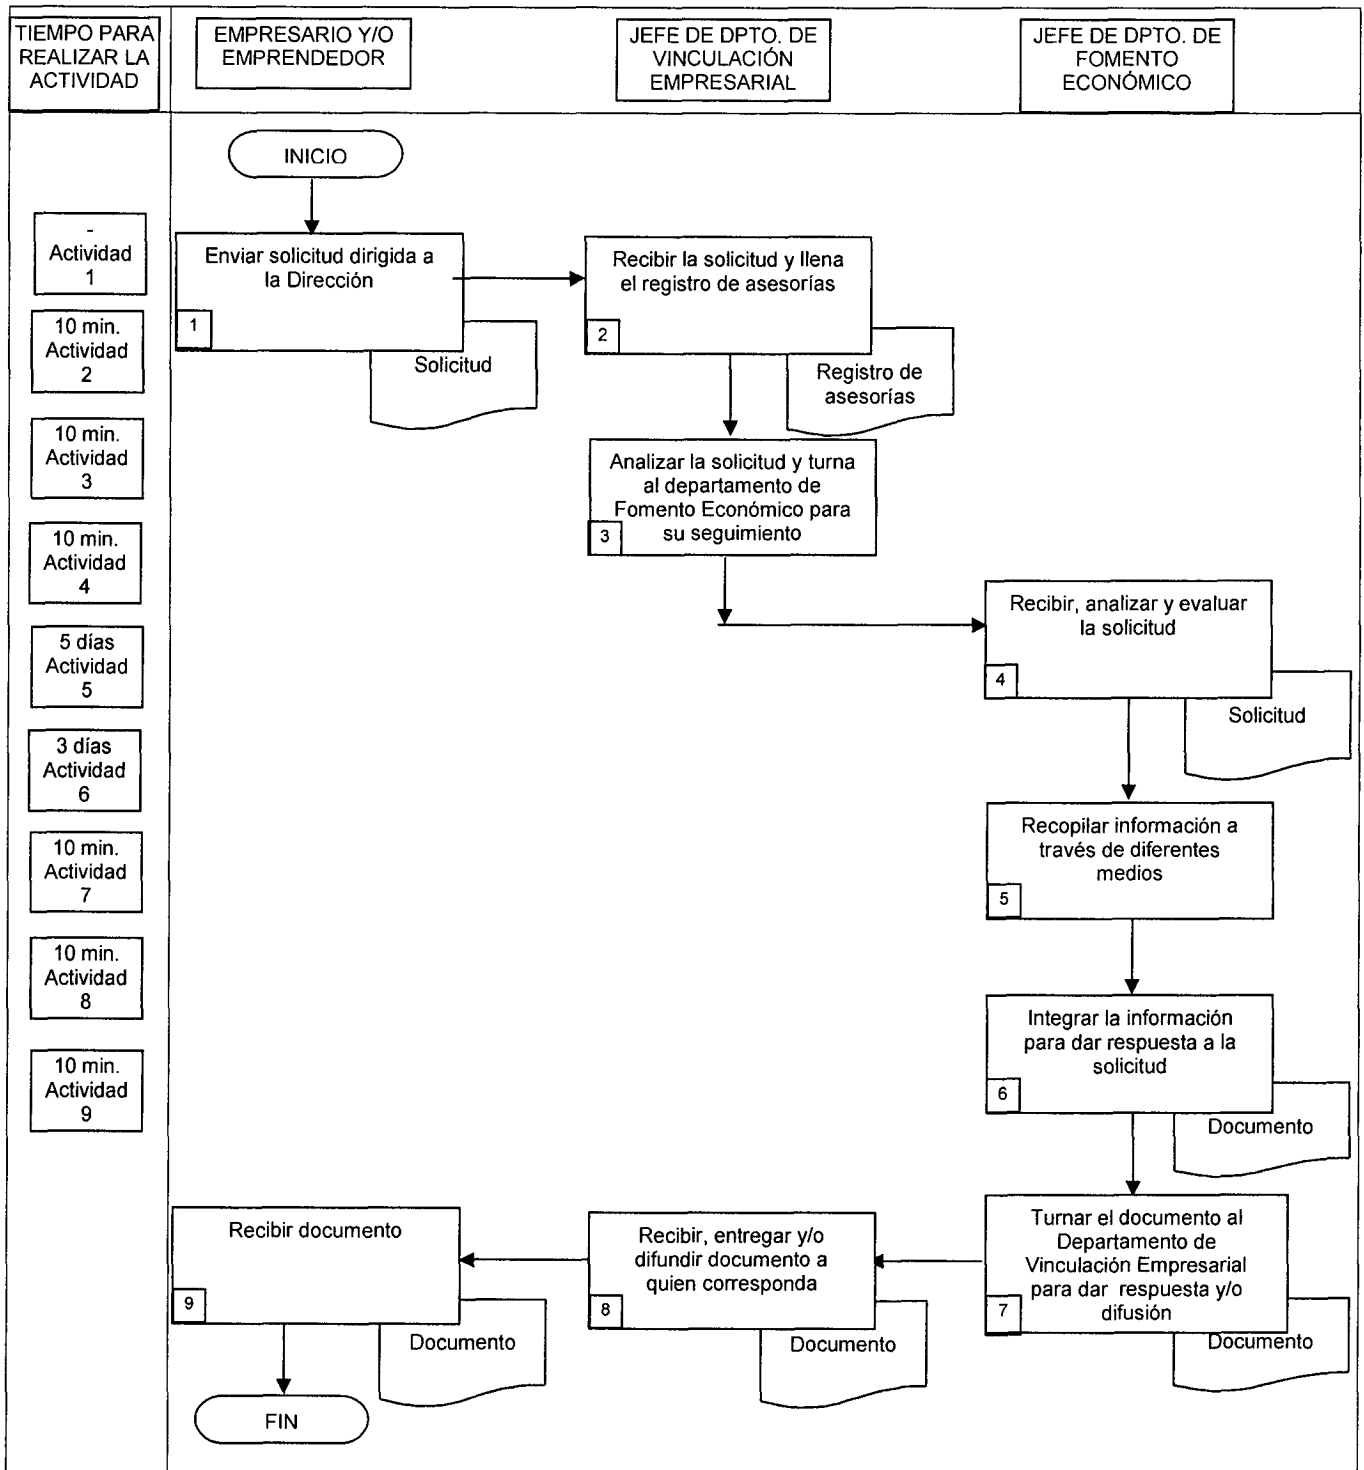 TIEMPO PARA
REALIZAR LA
ACTIVIDAD
EMPRESARIO Y/O
EMPRENDEDOR
JEFE DE DPTO. DE
VINCULACIÓN
EMPRESARIAL
JEFE DE DPTO. DE
FOMENTO
ECONÓMICO
INICIO
-
Actividad
1
Enviar solicitud dirigida a
la Dirección
1
Solicitud
Recibir la solicitud y llena
el registro de asesorías
2
Registro de
asesorías
10 min.
Actividad
2
10 min.
Actividad
3
Analizar la solicitud y turna
al departamento de
Fomento Económico para
su seguimiento
3
10 min.
Actividad
4
Recibir, analizar y evaluar
la solicitud
4
Solicitud
5 días
Actividad
5
3 días
Actividad
6
Recopilar información a
través de diferentes
medios
5
10 min.
Actividad
7
10 min.
Actividad
8
Integrar la información
para dar respuesta a la
solicitud
6
Documento
10 min.
Actividad
9
Turnar el documento al
Departamento de
Vinculación Empresarial
para dar respuesta y/o
difusión
7
Documento
Recibir, entregar y/o
difundir documento a
quien corresponda
8
Documento
Recibir documento
9
Documento
FIN